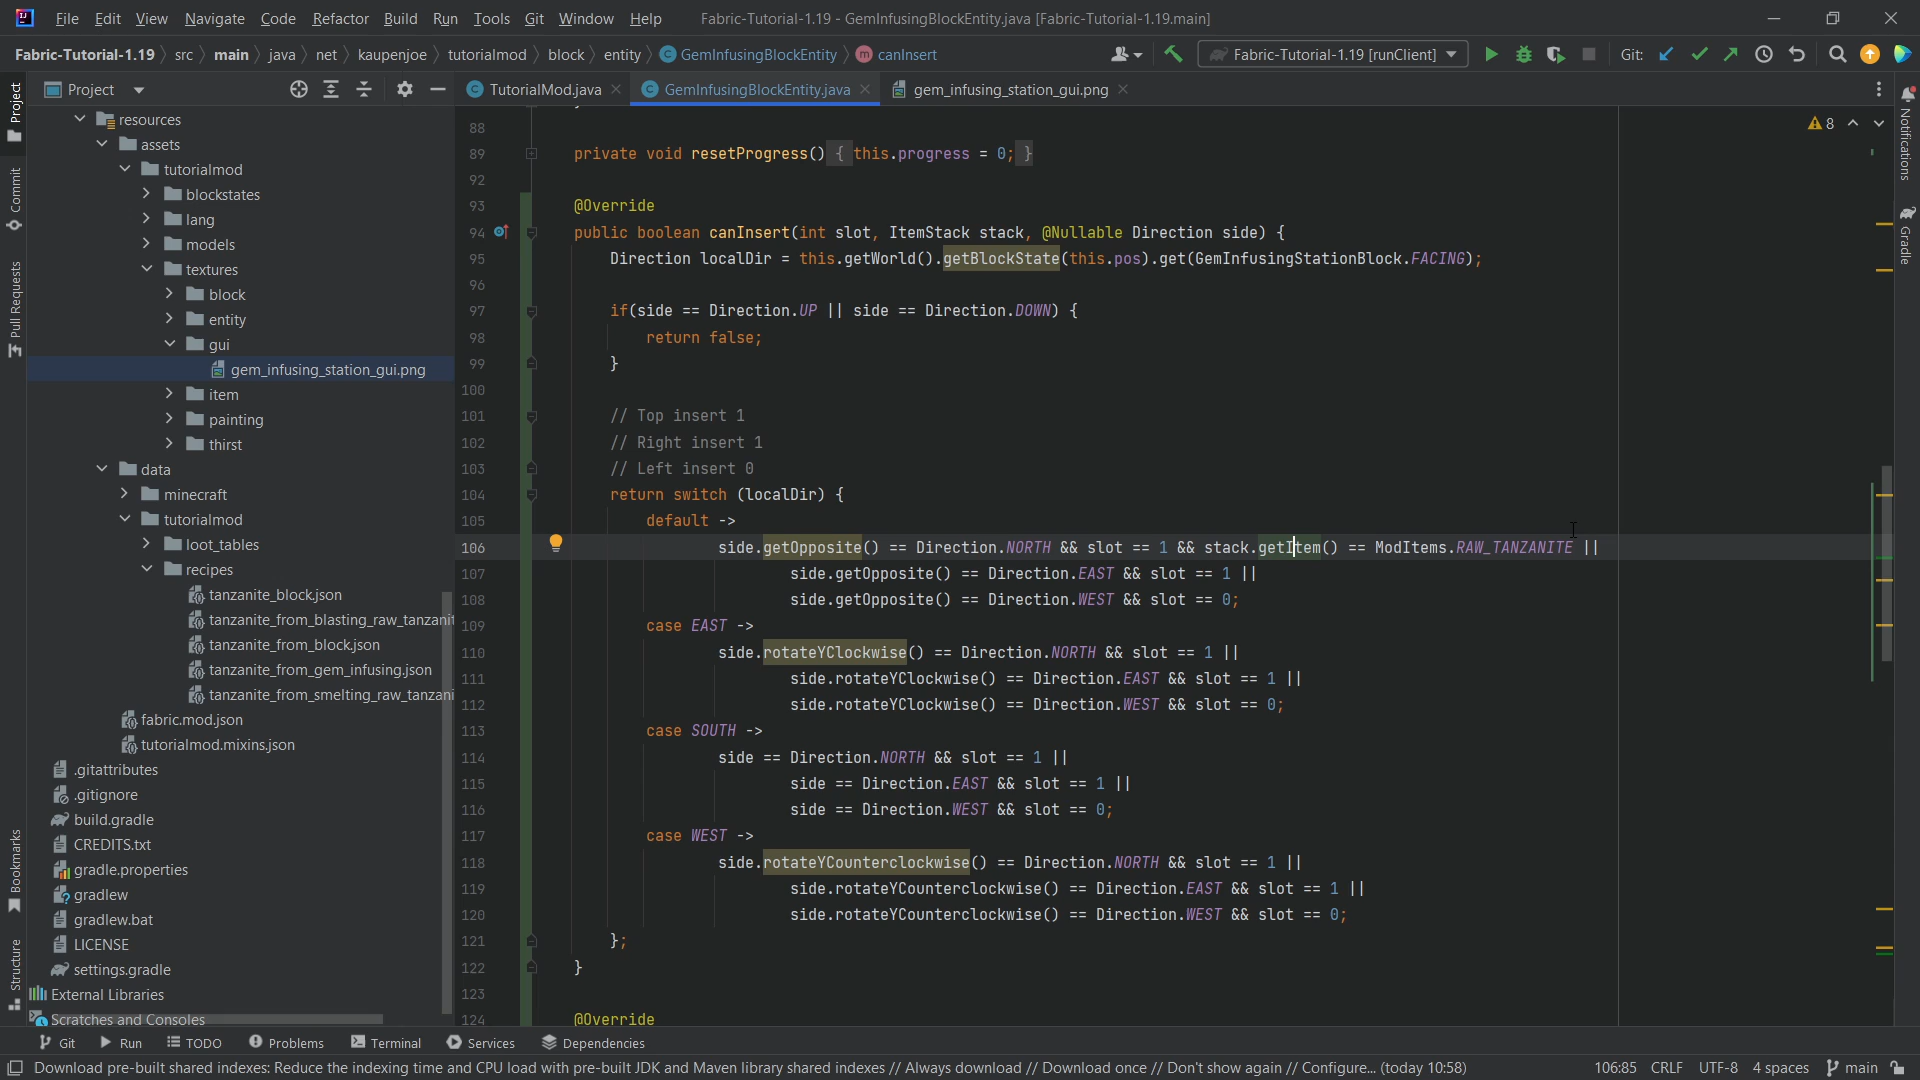 File Edit View Navigate Code Refactor Build Run Tools Git Window Help Fabric-Tutorial-1.19 - GemInfusingBlockEntity.java [Fabric-Tutorial-1.19.main]
Fabric-Tutorial-1.19 src main java net kaupenjoe tutorialmod block entity GemInfusingBlockEntity canInsert Fabric-Tutorial-1.19 [runClient] Git:
Project TutorialMod.java GemInfusingBlockEntity.java gem_infusing_station_gui.png
Project
Commit
Pull Requests
Bookmarks
Structure
resources
assets
tutorialmod
blockstates
lang
models
textures
block
entity
gui
gem_infusing_station_gui.png
item
painting
thirst
data
minecraft
tutorialmod
loot_tables
recipes
tanzanite_block.json
tanzanite_from_blasting_raw_tanzanit
tanzanite_from_block.json
tanzanite_from_gem_infusing.json
tanzanite_from_smelting_raw_tanzani
fabric.mod.json
tutorialmod.mixins.json
.gitattributes
.gitignore
build.gradle
CREDITS.txt
gradle.properties
gradlew
gradlew.bat
LICENSE
settings.gradle
External Libraries
Scratches and Consoles
88
89 private void resetProgress() { this.progress = 0; }
92
93 @Override
94 public boolean canInsert(int slot, ItemStack stack, @Nullable Direction side) {
95 Direction localDir = this.getWorld().getBlockState(this.pos).get(GemInfusingStationBlock.FACING);
96
97 if(side == Direction.UP || side == Direction.DOWN) {
98 return false;
99 }
100
101 // Top insert 1
102 // Right insert 1
103 // Left insert 0
104 return switch (localDir) {
105 default ->
106 side.getOpposite() == Direction.NORTH && slot == 1 && stack.getItem() == ModItems.RAW_TANZANITE ||
107 side.getOpposite() == Direction.EAST && slot == 1 ||
108 side.getOpposite() == Direction.WEST && slot == 0;
109 case EAST ->
110 side.rotateYClockwise() == Direction.NORTH && slot == 1 ||
111 side.rotateYClockwise() == Direction.EAST && slot == 1 ||
112 side.rotateYClockwise() == Direction.WEST && slot == 0;
113 case SOUTH ->
114 side == Direction.NORTH && slot == 1 ||
115 side == Direction.EAST && slot == 1 ||
116 side == Direction.WEST && slot == 0;
117 case WEST ->
118 side.rotateYCounterclockwise() == Direction.NORTH && slot == 1 ||
119 side.rotateYCounterclockwise() == Direction.EAST && slot == 1 ||
120 side.rotateYCounterclockwise() == Direction.WEST && slot == 0;
121 };
122 }
123
124 @Override
8
Notifications
Gradle
Git Run TODO Problems Terminal Services Dependencies
Download pre-built shared indexes: Reduce the indexing time and CPU load with pre-built JDK and Maven library shared indexes // Always download // Download once // Don't show again // Configure... (today 10:58) 106:85 CRLF UTF-8 4 spaces main